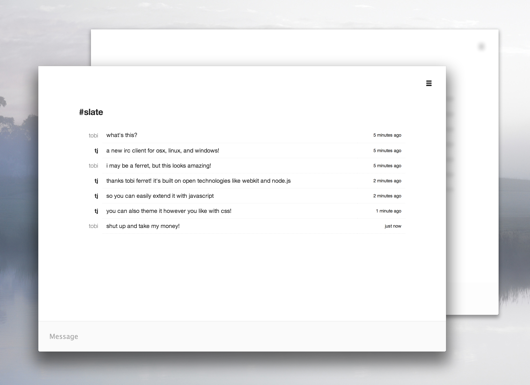 #slate
tobi what's this? 5 minutes ago
tj a new irc client for osx, linux, and windows! 5 minutes ago
tobi i may be a ferret, but this looks amazing! 5 minutes ago
tj thanks tobi ferret! it's built on open technologies like webkit and node.js 2 minutes ago
tj so you can easily extend it with javascript 2 minutes ago
tj you can also theme it however you like with css! 1 minute ago
tobi shut up and take my money! just now
Message